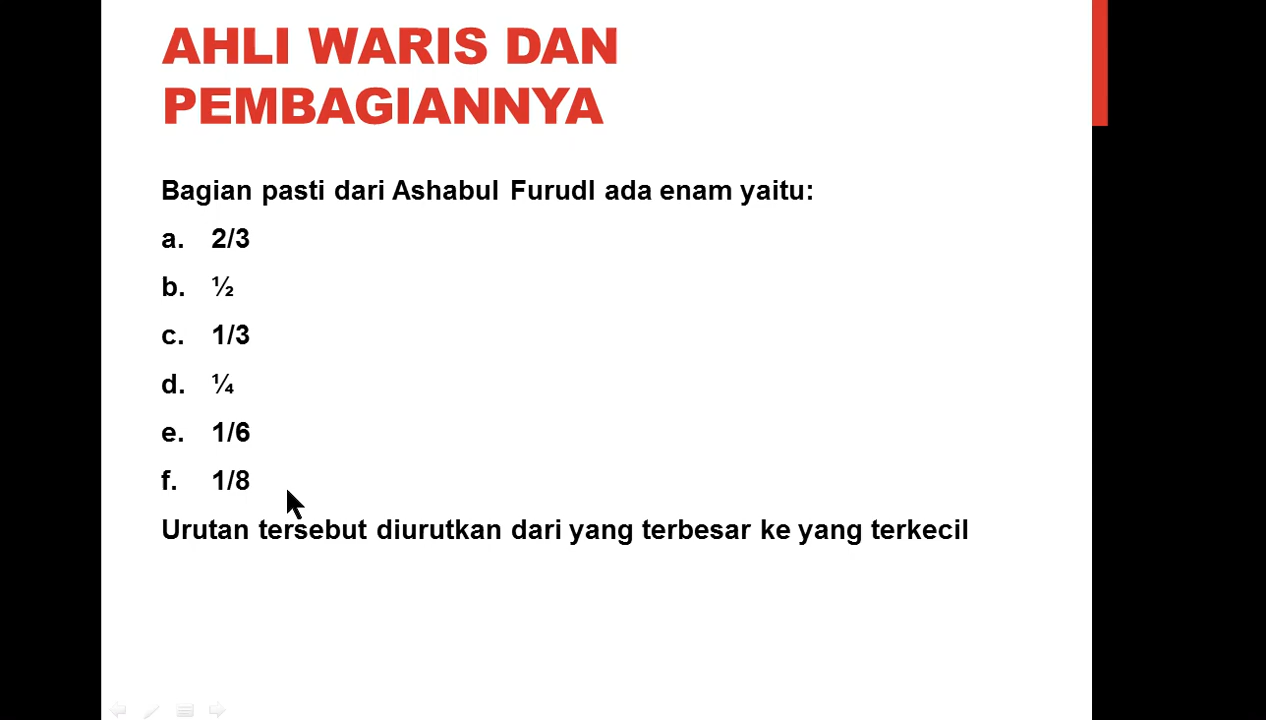 AHLI WARIS DAN
PEMBAGIANNYA
Bagian pasti dari Ashabul Furudl ada enam yaitu:
a. 2/3
b. ½
c. 1/3
d. ¼
e. 1/6
f. 1/8
Urutan tersebut diurutkan dari yang terbesar ke yang terkecil